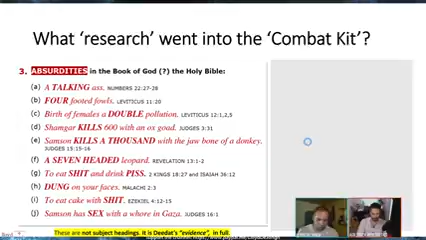 What ‘research’ went into the ‘Combat Kit’?
3. ABSURDITIES in the Book of God (?) the Holy Bible:
(a) A TALKING ass. NUMBERS 22:27-28
(b) FOUR footed fowls. LEVITICUS 11:20
(c) Birth of females a DOUBLE pollution. LEVITICUS 12:1,2,5
(d) Shamgar KILLS 600 with an ox goad. JUDGES 3:31
(e) Samson KILLS A THOUSAND with the jaw bone of a donkey.
JUDGES 15:15-16
(f) A SEVEN HEADED leopard. REVELATION 13:1-2
(g) To eat SHIT and drink PISS. 2 KINGS 18:27 and ISAIAH 36:12
(h) DUNG on your faces. MALACHI 2:3
(i) To eat cake with SHIT. EZEKIEL 4:12-15
(j) Samson has SEX with a whore in Gaza. JUDGES 16:1
These are not subject headings. It is Deedat's "evidence", in full.